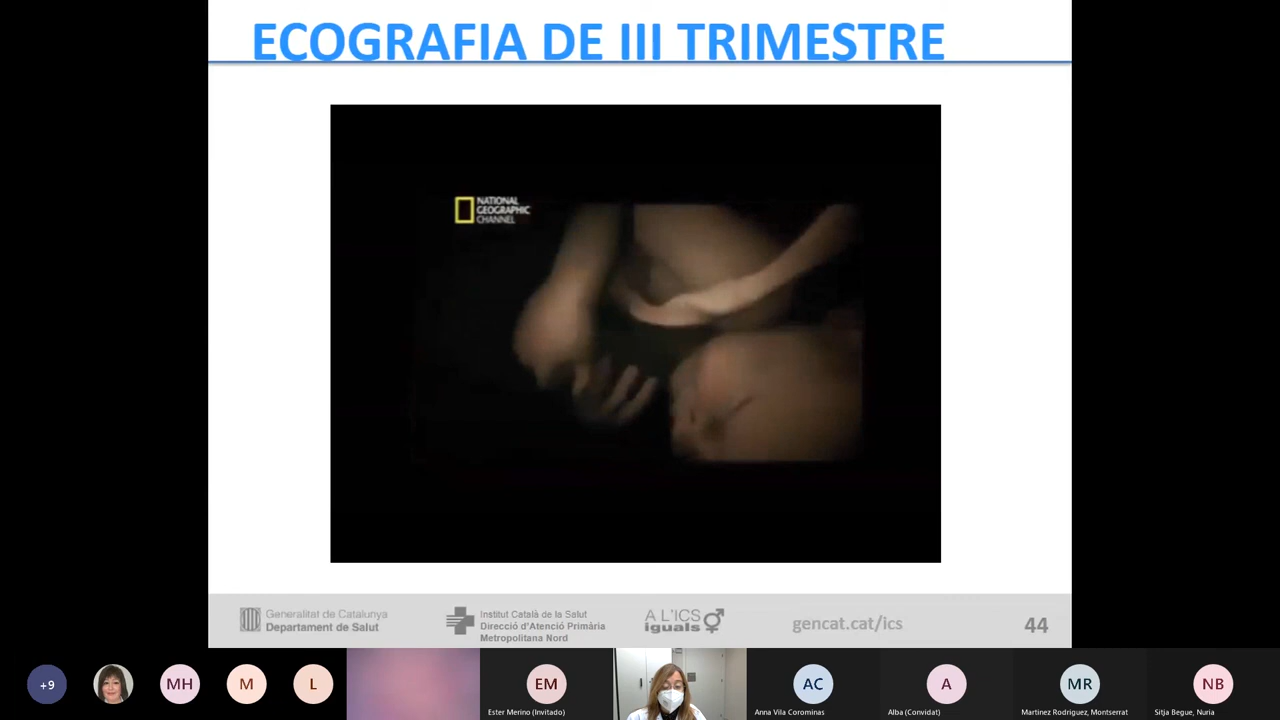 ECOGRAFIA DE III TRIMESTRE
NATIONAL
GEOGRAPHIC
CHANNEL
Generalitat de Catalunya
Departament de Salut
Institut Català de la Salut
Direcció d'Atenció Primària
Metropolitana Nord
A L'ICS
iguals
gencat.cat/ics
44
+9
MH
M
L
EM
AC
A
MR
NB
Ester Merino (Invitado)
Anna Vila Corominas
Alba (Convidat)
Martinez Rodriguez, Montserrat
Sitja Begue, Nuria